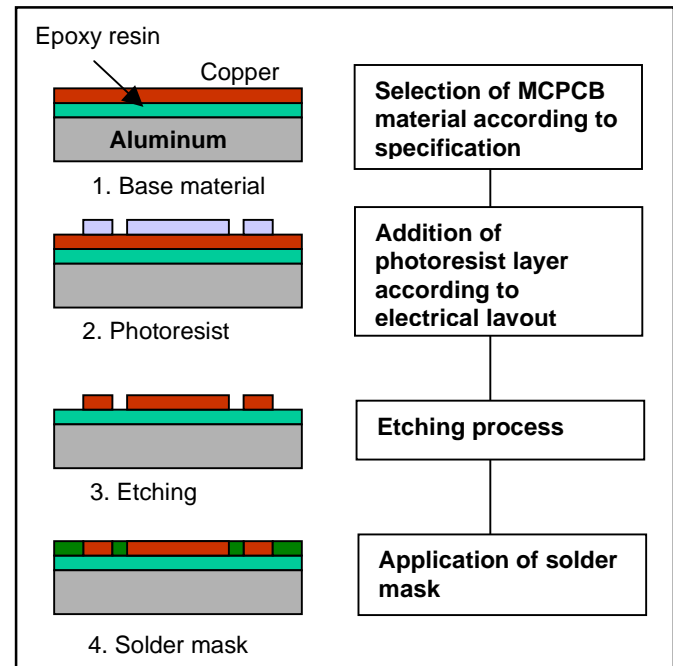 Epoxy resin
Copper
Aluminum
1. Base material
Selection of MCPCB
material according to
specification
2. Photoresist
Addition of
photoresist layer
according to
electrical lavout
3. Etching
Etching process
4. Solder mask
Application of solder
mask